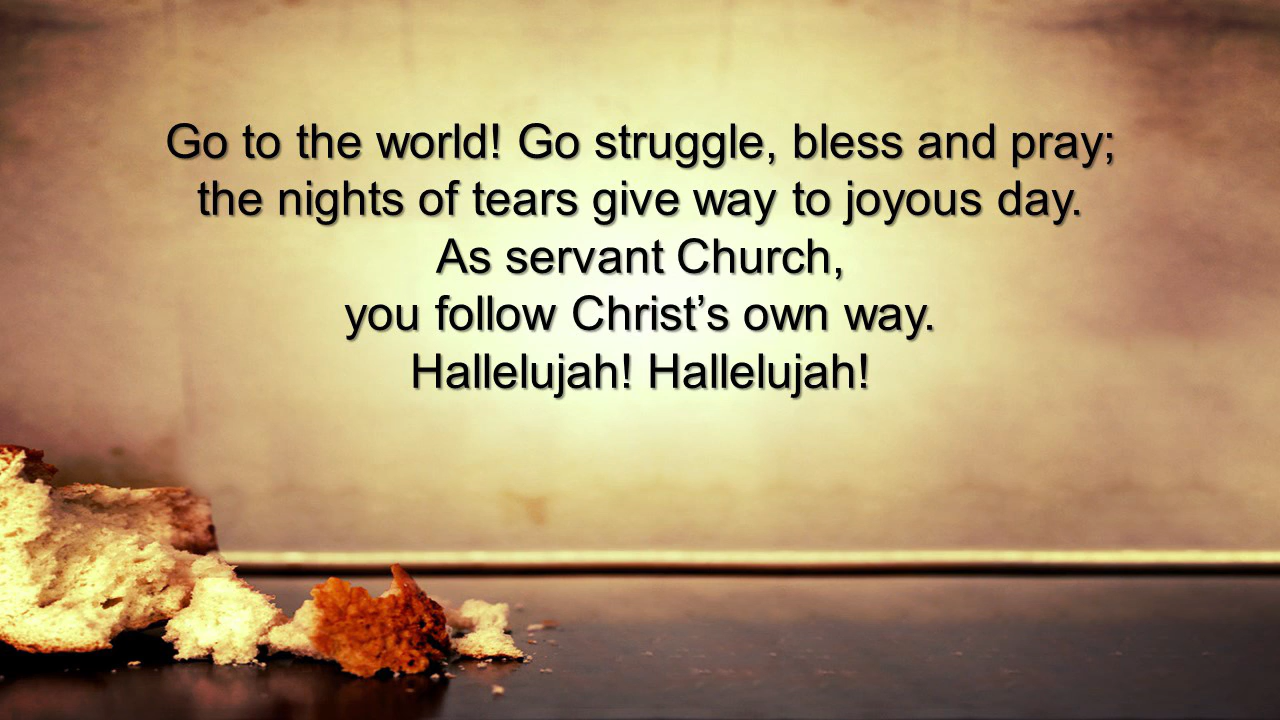 Go to the world! Go struggle, bless and pray;
the nights of tears give way to joyous day.
As servant Church,
you follow Christ’s own way.
Hallelujah! Hallelujah!